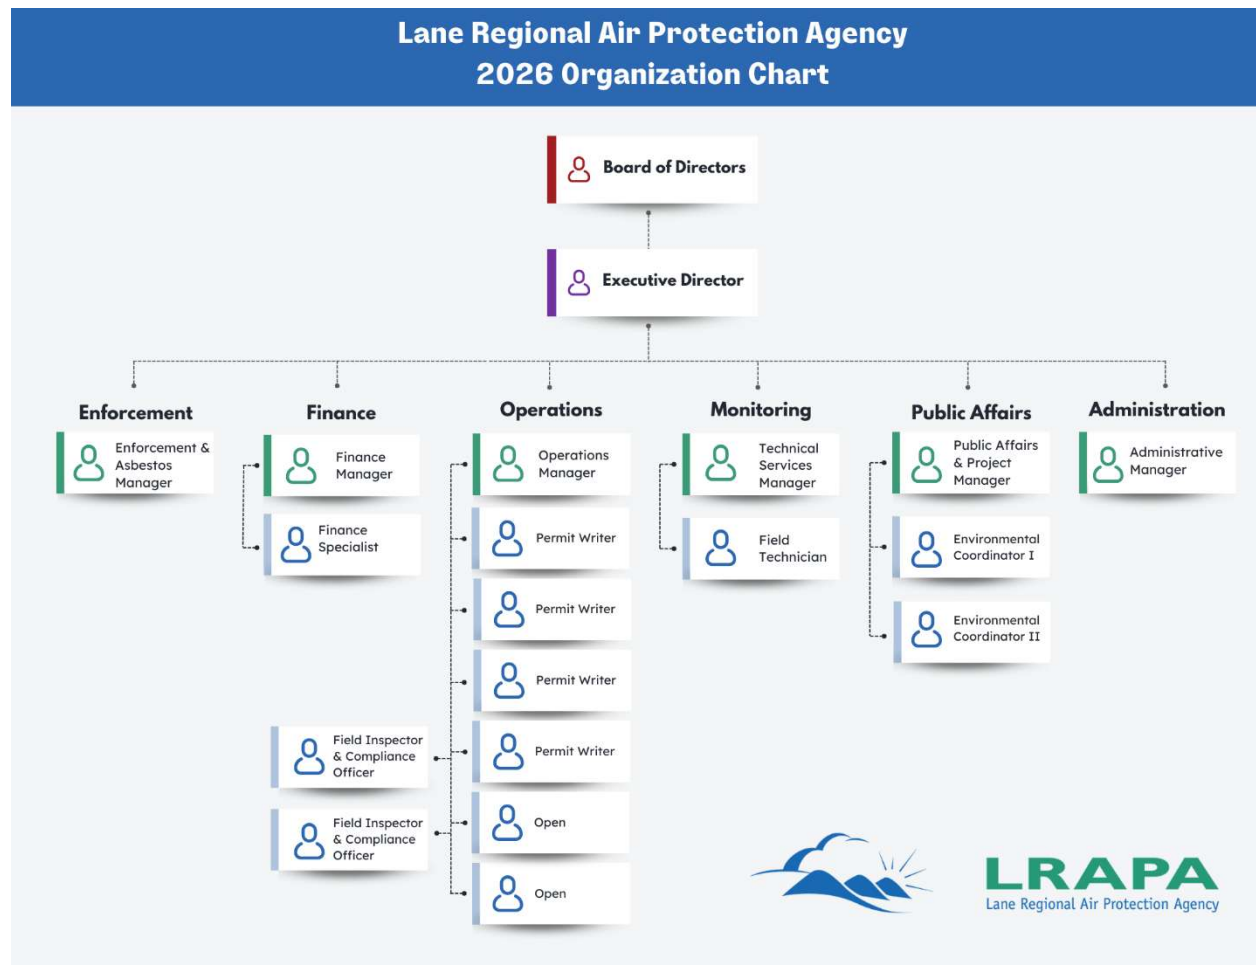 Lane Regional Air Protection Agency
2026 Organization Chart
Board of Directors
Executive Director
Enforcement
Enforcement &
Asbestos
Manager
Finance
Finance
Manager
Finance
Specialist
Operations
Operations
Manager
Permit Writer
Permit Writer
Permit Writer
Permit Writer
Open
Open
Field Inspector
& Compliance
Officer
Field Inspector
& Compliance
Officer
Monitoring
Technical
Services
Manager
Field
Technician
Public Affairs
Public Affairs
& Project
Manager
Environmental
Coordinator I
Environmental
Coordinator II
Administration
Administrative
Manager
LRAPA
Lane Regional Air Protection Agency